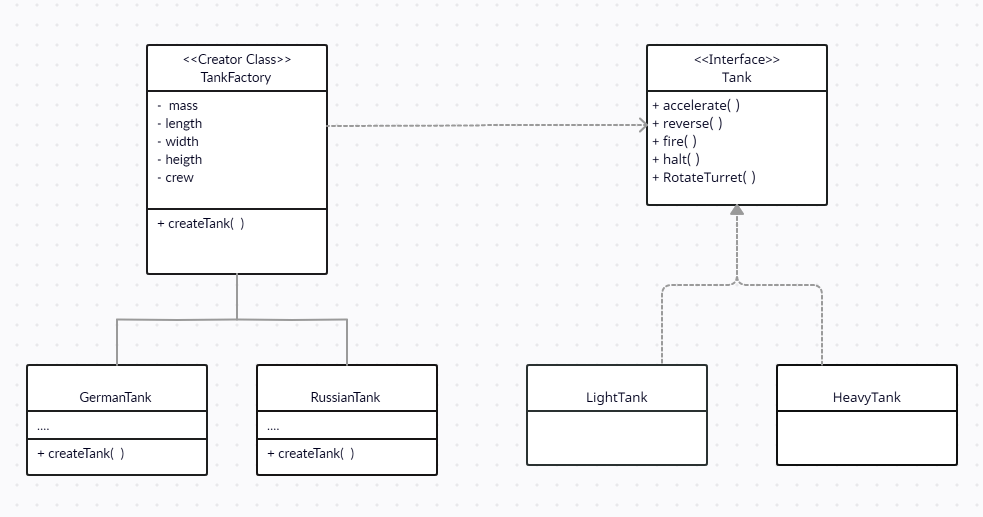 <<Creator Class>>
TankFactory
- mass
- length
- width
- heigth
- crew
+ createTank( )
<<Interface>>
Tank
+ accelerate( )
+ reverse( )
+ fire( )
+ halt( )
+ RotateTurret( )
GermanTank
....
+ createTank( )
RussianTank
....
+ createTank( )
LightTank
HeavyTank